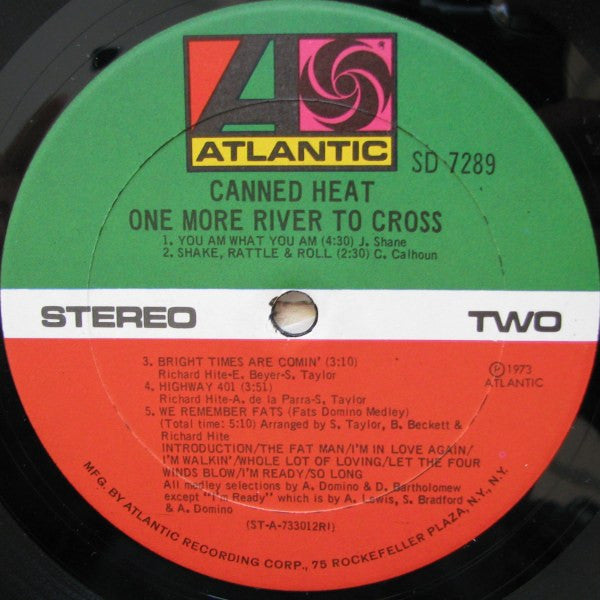 ATLANTIC
SD 7289
CANNED HEAT
ONE MORE RIVER TO CROSS
1. YOU AM WHAT YOU AM (4:30) J. Shane
2. SHAKE, RATTLE & ROLL (2:30) C. Calhoun
STEREO
TWO
3. BRIGHT TIMES ARE COMIN' (3:10)
Richard Hite-E. Beyer-S. Taylor
4. HIGHWAY 401 (3:51)
Richard Hite-A. de la Parra-S. Taylor
5. WE REMEMBER FATS (Fats Domino Medley)
(Total time: 5:10) Arranged by S. Taylor, B. Beckett &
Richard Hite
INTRODUCTION/THE FAT MAN/I'M IN LOVE AGAIN/
I'M WALKIN'/WHOLE LOT OF LOVING/LET THE FOUR
WINDS BLOW/I'M READY/SO LONG
All medley selections by A. Domino & D. Bartholomew
except "I'm Ready" which is by A. Lewis, S. Bradford
& A. Domino
(ST-A-733012RI)
℗ 1973
ATLANTIC
MFG. BY ATLANTIC RECORDING CORP., 75 ROCKEFELLER PLAZA, N.Y., N.Y.